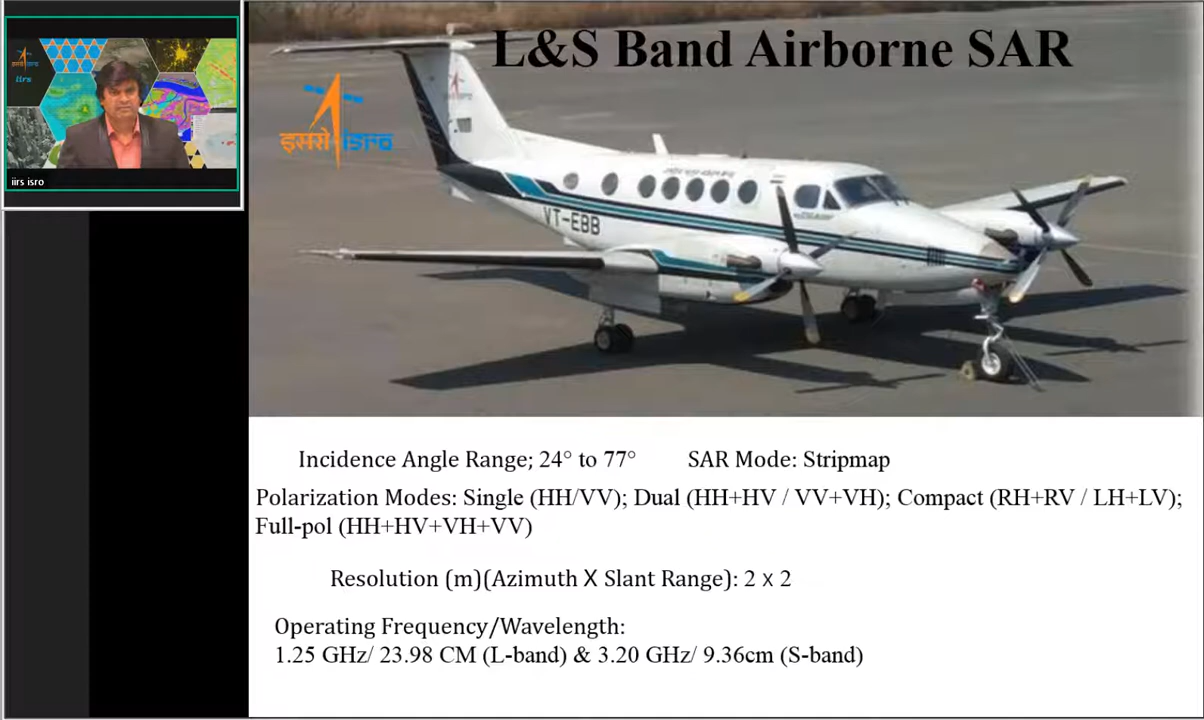 इसरो isro
iirs
iirs isro
L&S Band Airborne SAR
इसरो isro
VT-EBB
Incidence Angle Range; 24° to 77°
SAR Mode: Stripmap
Polarization Modes: Single (HH/VV); Dual (HH+HV / VV+VH); Compact (RH+RV / LH+LV);
Full-pol (HH+HV+VH+VV)
Resolution (m)(Azimuth X Slant Range): 2 x 2
Operating Frequency/Wavelength:
1.25 GHz/ 23.98 CM (L-band) & 3.20 GHz/ 9.36cm (S-band)